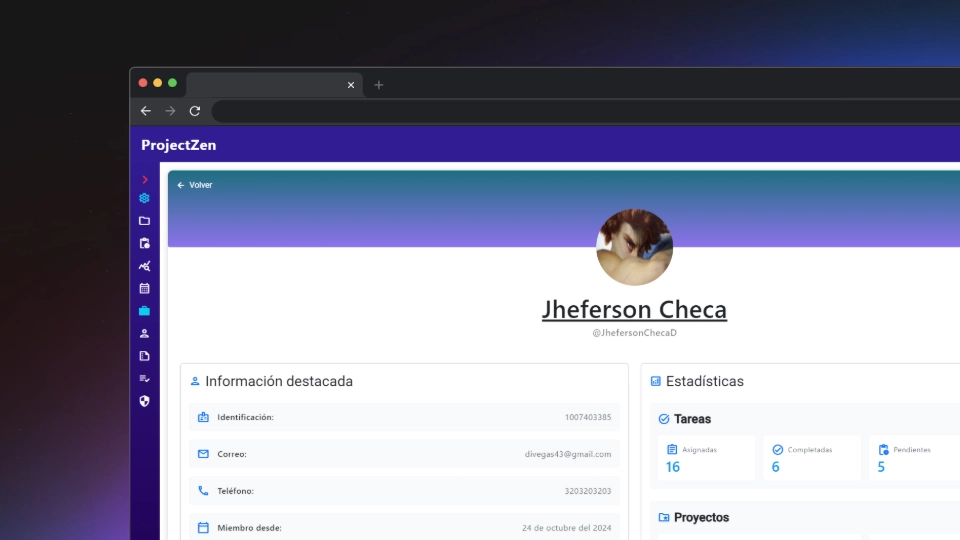 ProjectZen
Volver
Jheferson Checa
@JhefersonChecaD
Información destacada
Identificación: 1007403385
Correo: divegas43@gmail.com
Teléfono: 3203203203
Miembro desde: 24 de octubre del 2024
Estadísticas
Tareas
Asignadas Completadas Pendientes
16 6 5
Proyectos